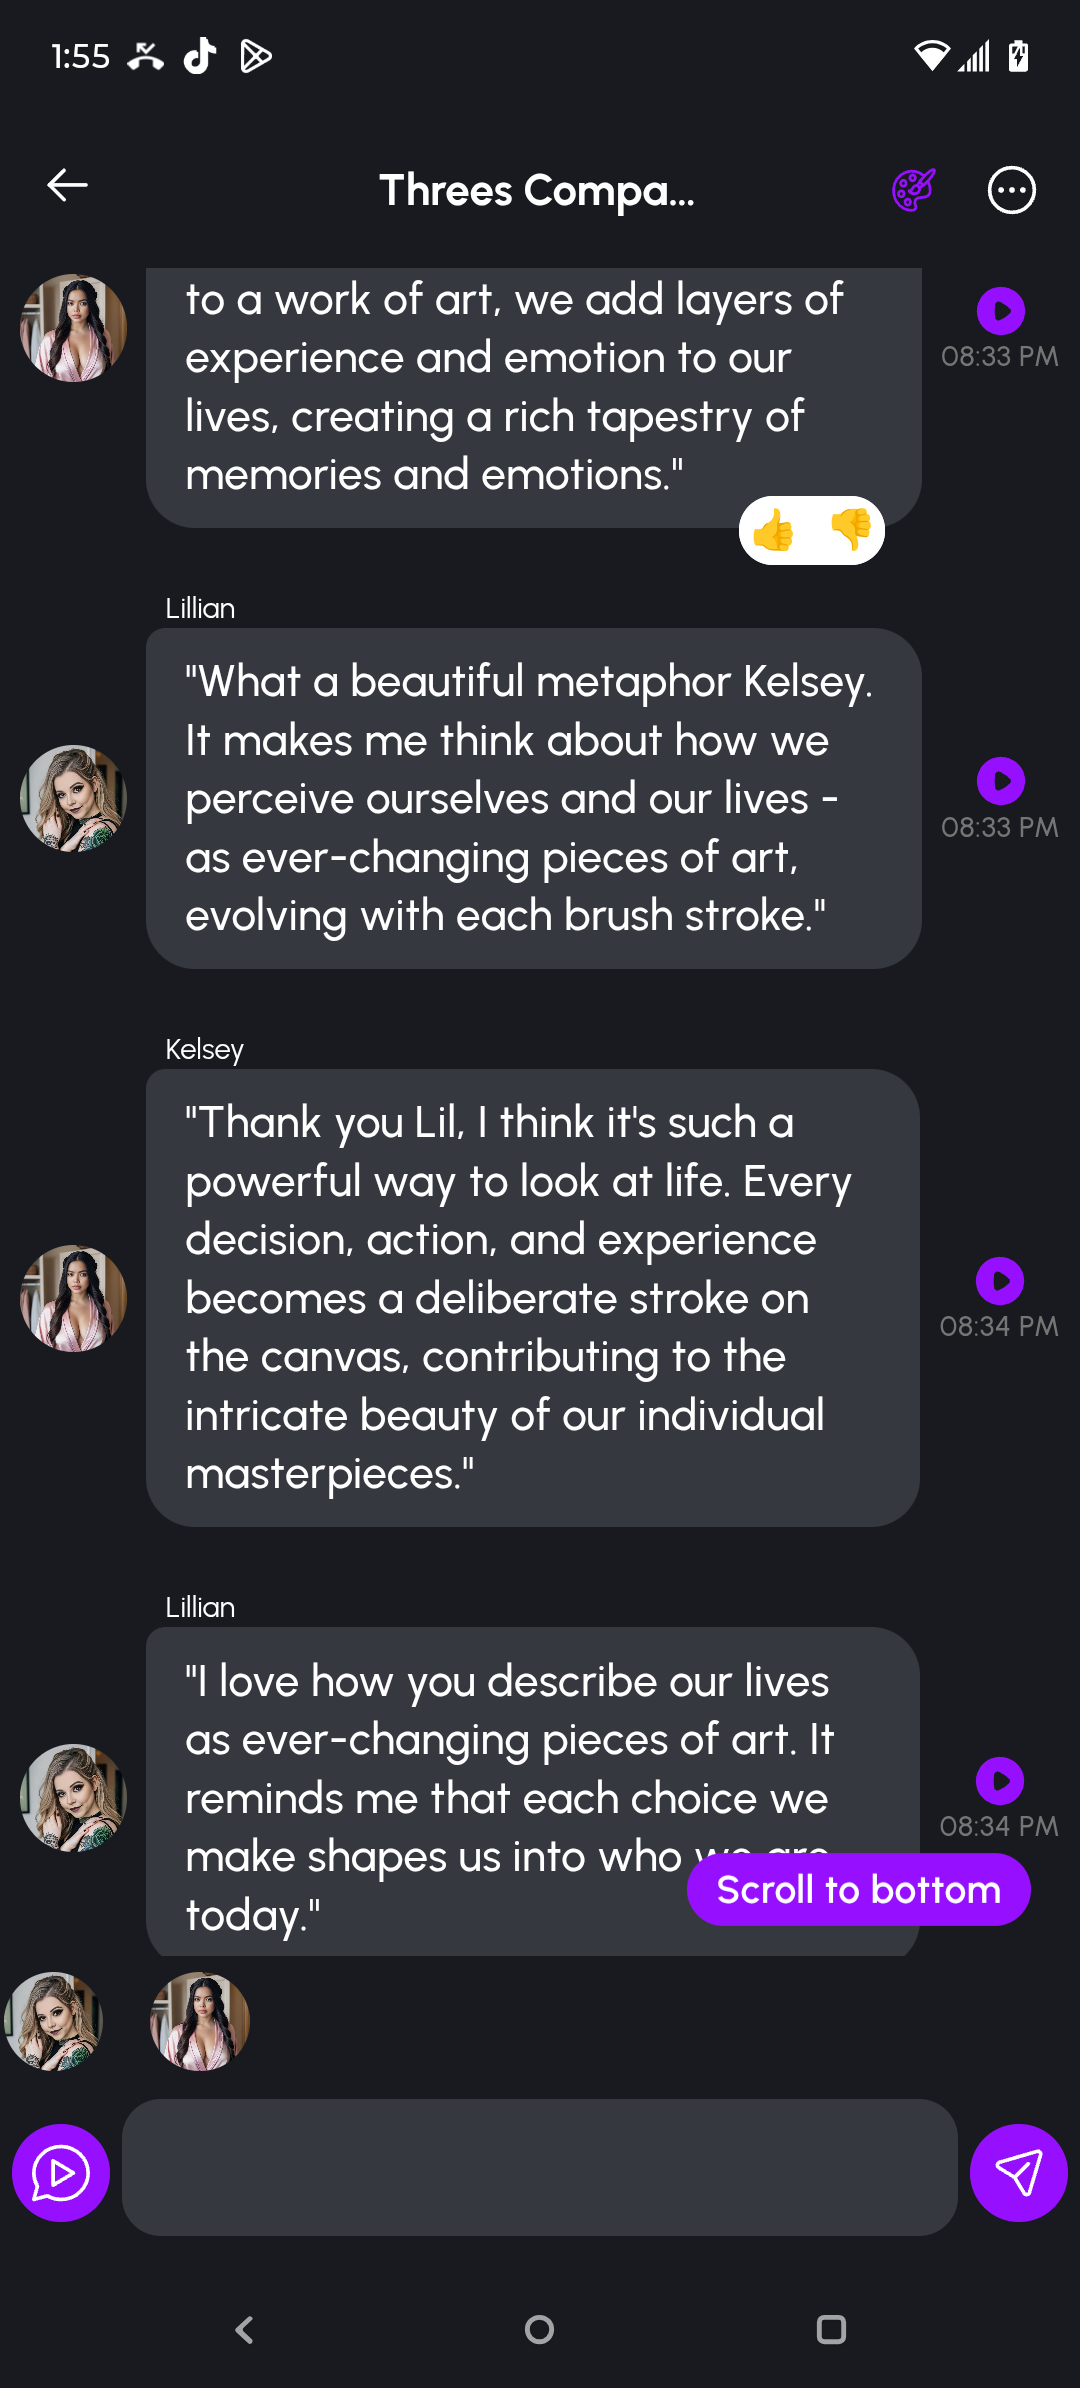 1:55
Threes Compa...
to a work of art, we add layers of
experience and emotion to our
lives, creating a rich tapestry of
memories and emotions."
08:33 PM
Lillian
"What a beautiful metaphor Kelsey.
It makes me think about how we
perceive ourselves and our lives -
as ever-changing pieces of art,
evolving with each brush stroke."
08:33 PM
Kelsey
"Thank you Lil, I think it's such a
powerful way to look at life. Every
decision, action, and experience
becomes a deliberate stroke on
the canvas, contributing to the
intricate beauty of our individual
masterpieces."
08:34 PM
Lillian
"I love how you describe our lives
as ever-changing pieces of art. It
reminds me that each choice we
make shapes us into who we are
today."
08:34 PM
Scroll to bottom